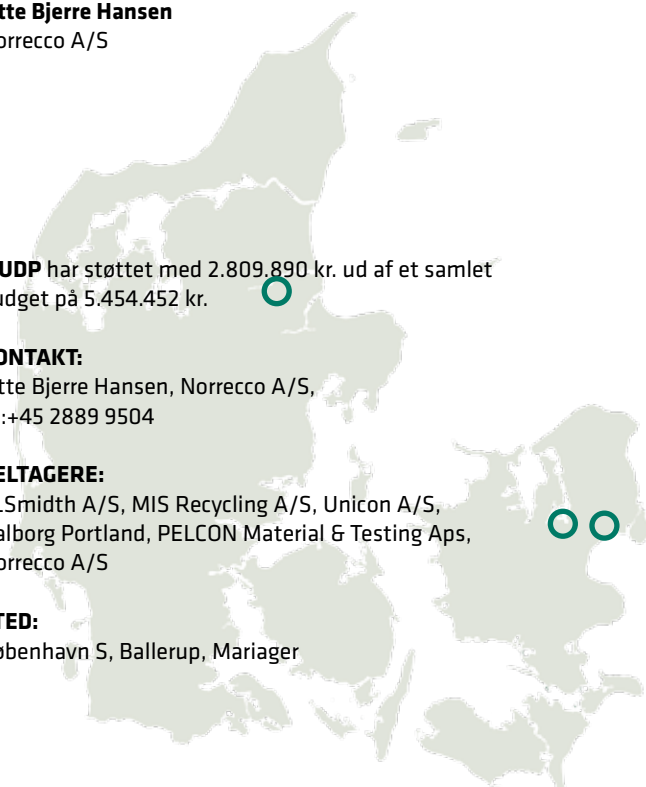 tte Bjerre Hansen
orrecco A/S
UDP har støttet med 2.809.890 kr. ud af et samlet
udget på 5.454.452 kr.
ONTAKT:
tte Bjerre Hansen, Norrecco A/S,
.:+45 2889 9504
ELTAGERE:
.Smidth A/S, MIS Recycling A/S, Unicon A/S,
alborg Portland, PELCON Material & Testing Aps,
orrecco A/S
TED:
øbenhavn S, Ballerup, Mariager